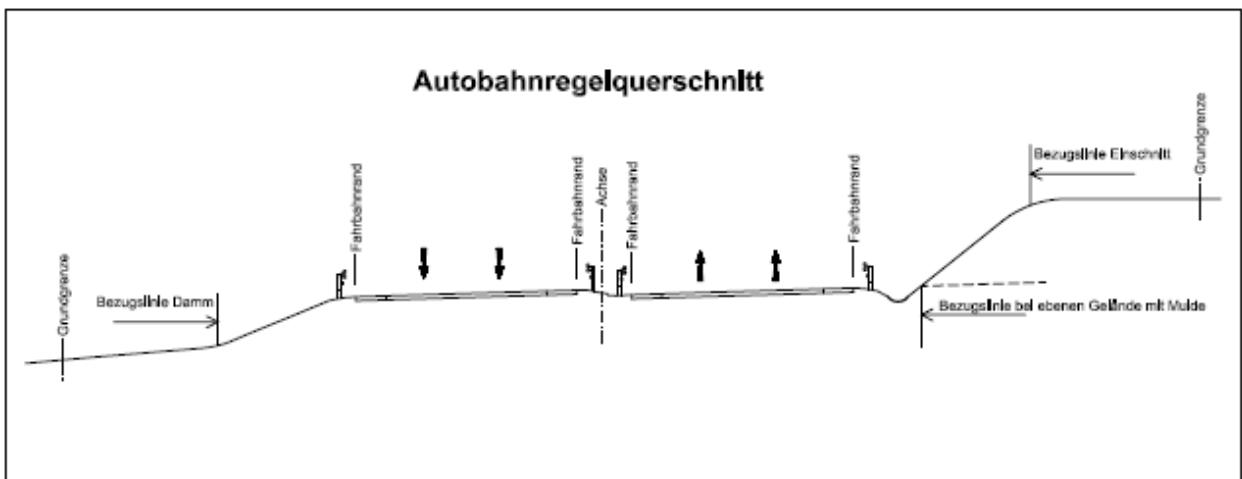 Autobahnregelquerschnitt
Grundgrenze
Bezugslinie Damm
Fahrbahnrand
Fahrbahnrand
Achse
Fahrbahnrand
Fahrbahnrand
Bezugslinie Einschnitt
Grundgrenze
Bezugslinie bei ebenen Gelände mit Mulde